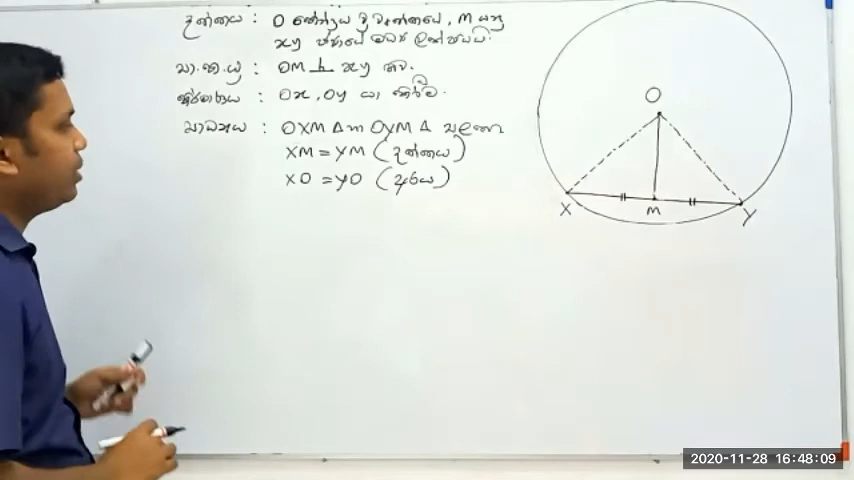 දත්තය : O කේන්ද්‍රය වූ වෘත්තයේ, M යනු
XY ජ්‍යායේ මධ්‍ය ලක්ෂ්‍යයයි.
සා.ක.යු : OM ⊥ XY බව.
නිර්මාණය : OX, OY යා කිරීම.
සාධනය : OXM Δ හා OYM Δ සලකා
XM = YM (දත්තය)
XO = YO (අරය)
O
X
M
Y
2020-11-28 16:48:09